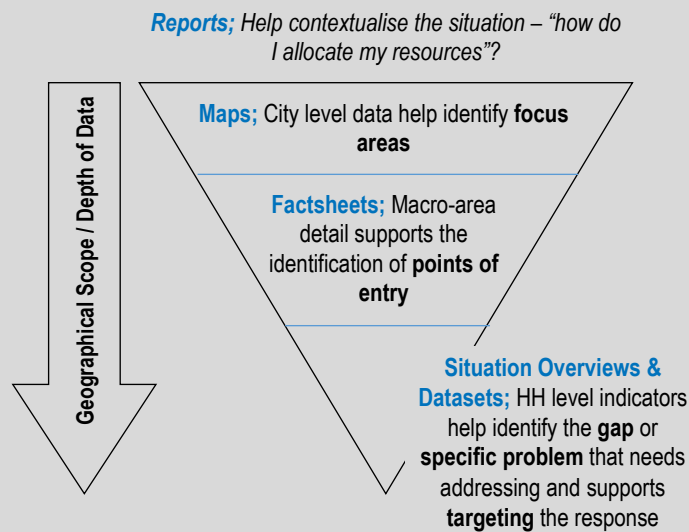 Reports; Help contextualise the situation – “how do
I allocate my resources”?
Maps; City level data help identify focus
areas
Factsheets; Macro-area
detail supports the
identification of points of
entry
Situation Overviews &
Datasets; HH level indicators
help identify the gap or
specific problem that needs
addressing and supports
targeting the response
Geographical Scope / Depth of Data